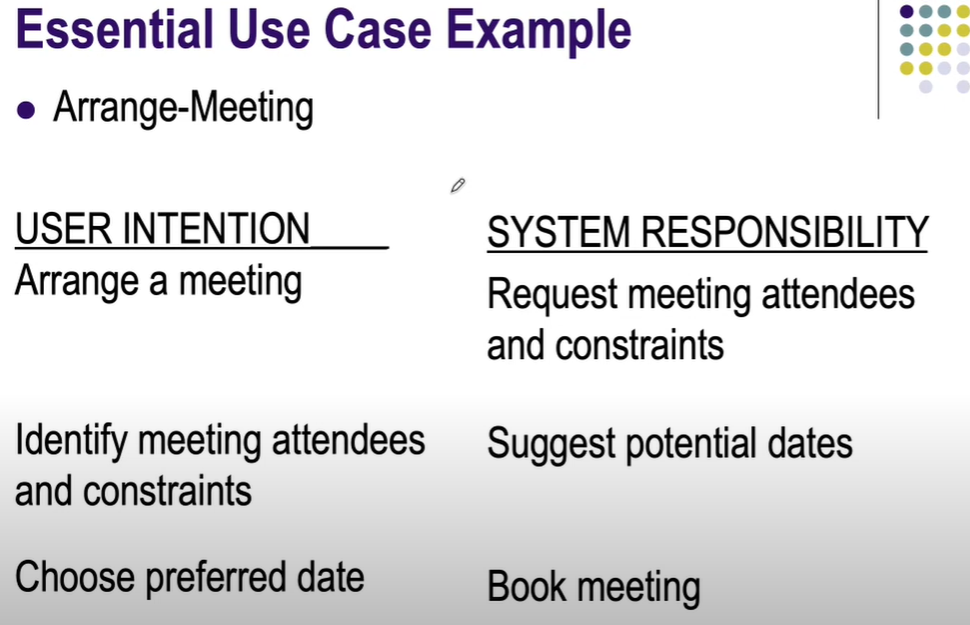 Essential Use Case Example
Arrange-Meeting
USER INTENTION
SYSTEM RESPONSIBILITY
Arrange a meeting
Request meeting attendees
and constraints
Identify meeting attendees
and constraints
Suggest potential dates
Choose preferred date
Book meeting